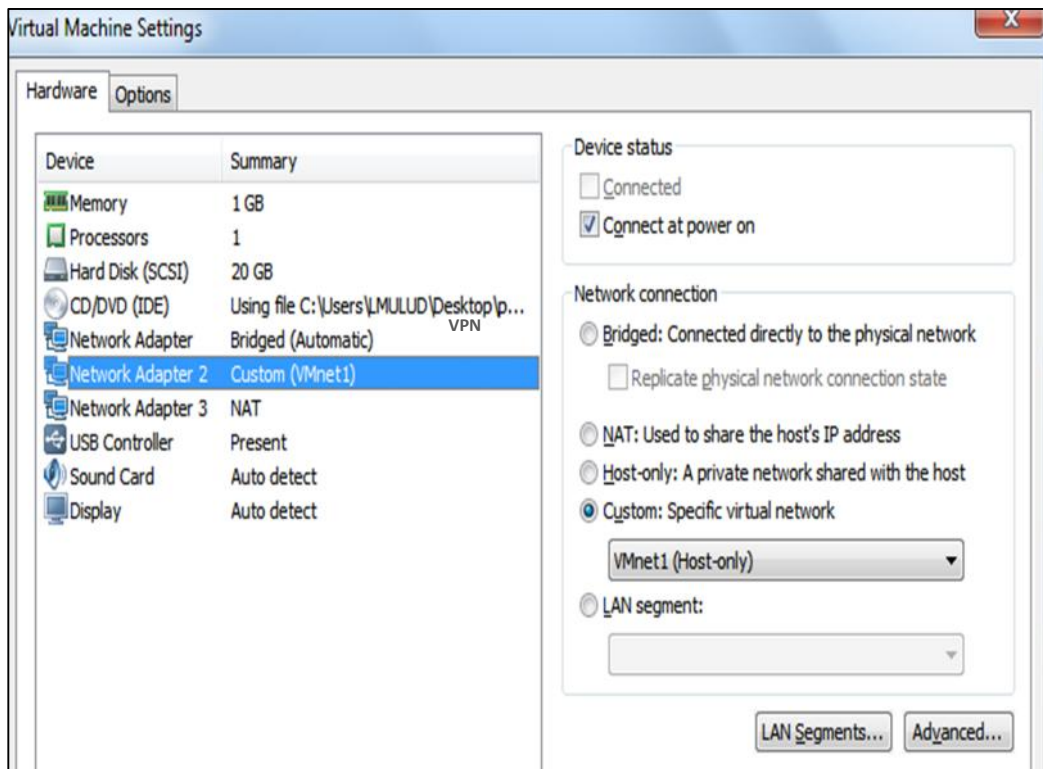 Virtual Machine Settings
X
Hardware Options
Device Summary
Memory 1 GB
Processors 1
Hard Disk (SCSI) 20 GB
CD/DVD (IDE) Using file C:\Users\LMULUD\Desktop\p...
VPN
Network Adapter Bridged (Automatic)
Network Adapter 2 Custom (VMnet1)
Network Adapter 3 NAT
USB Controller Present
Sound Card Auto detect
Display Auto detect
Device status
Connected
Connect at power on
Network connection
Bridged: Connected directly to the physical network
Replicate physical network connection state
NAT: Used to share the host's IP address
Host-only: A private network shared with the host
Custom: Specific virtual network
VMnet1 (Host-only)
LAN segment:
LAN Segments... Advanced...